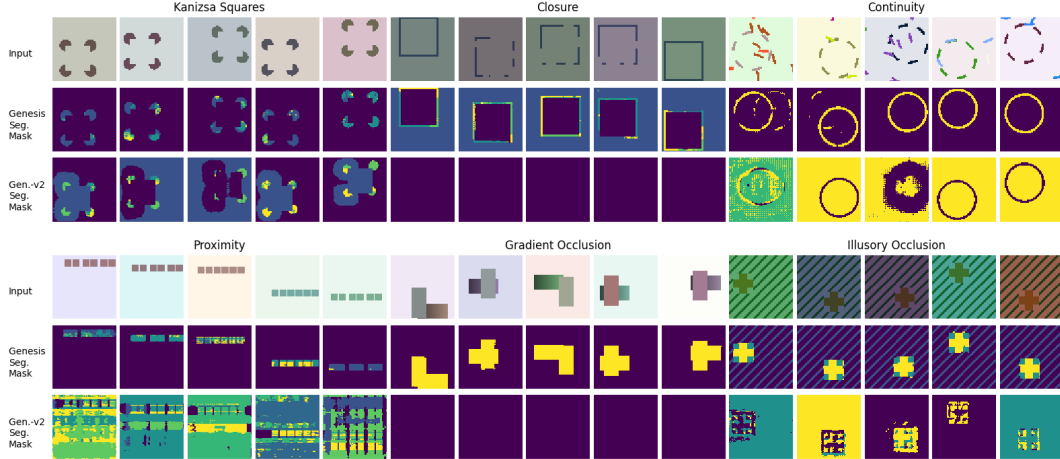 Kanizsa Squares Closure Continuity
Input
Genesis
Seg.
Mask
Gen.-v2
Seg.
Mask
Proximity Gradient Occlusion Illusory Occlusion
Input
Genesis
Seg.
Mask
Gen.-v2
Seg.
Mask